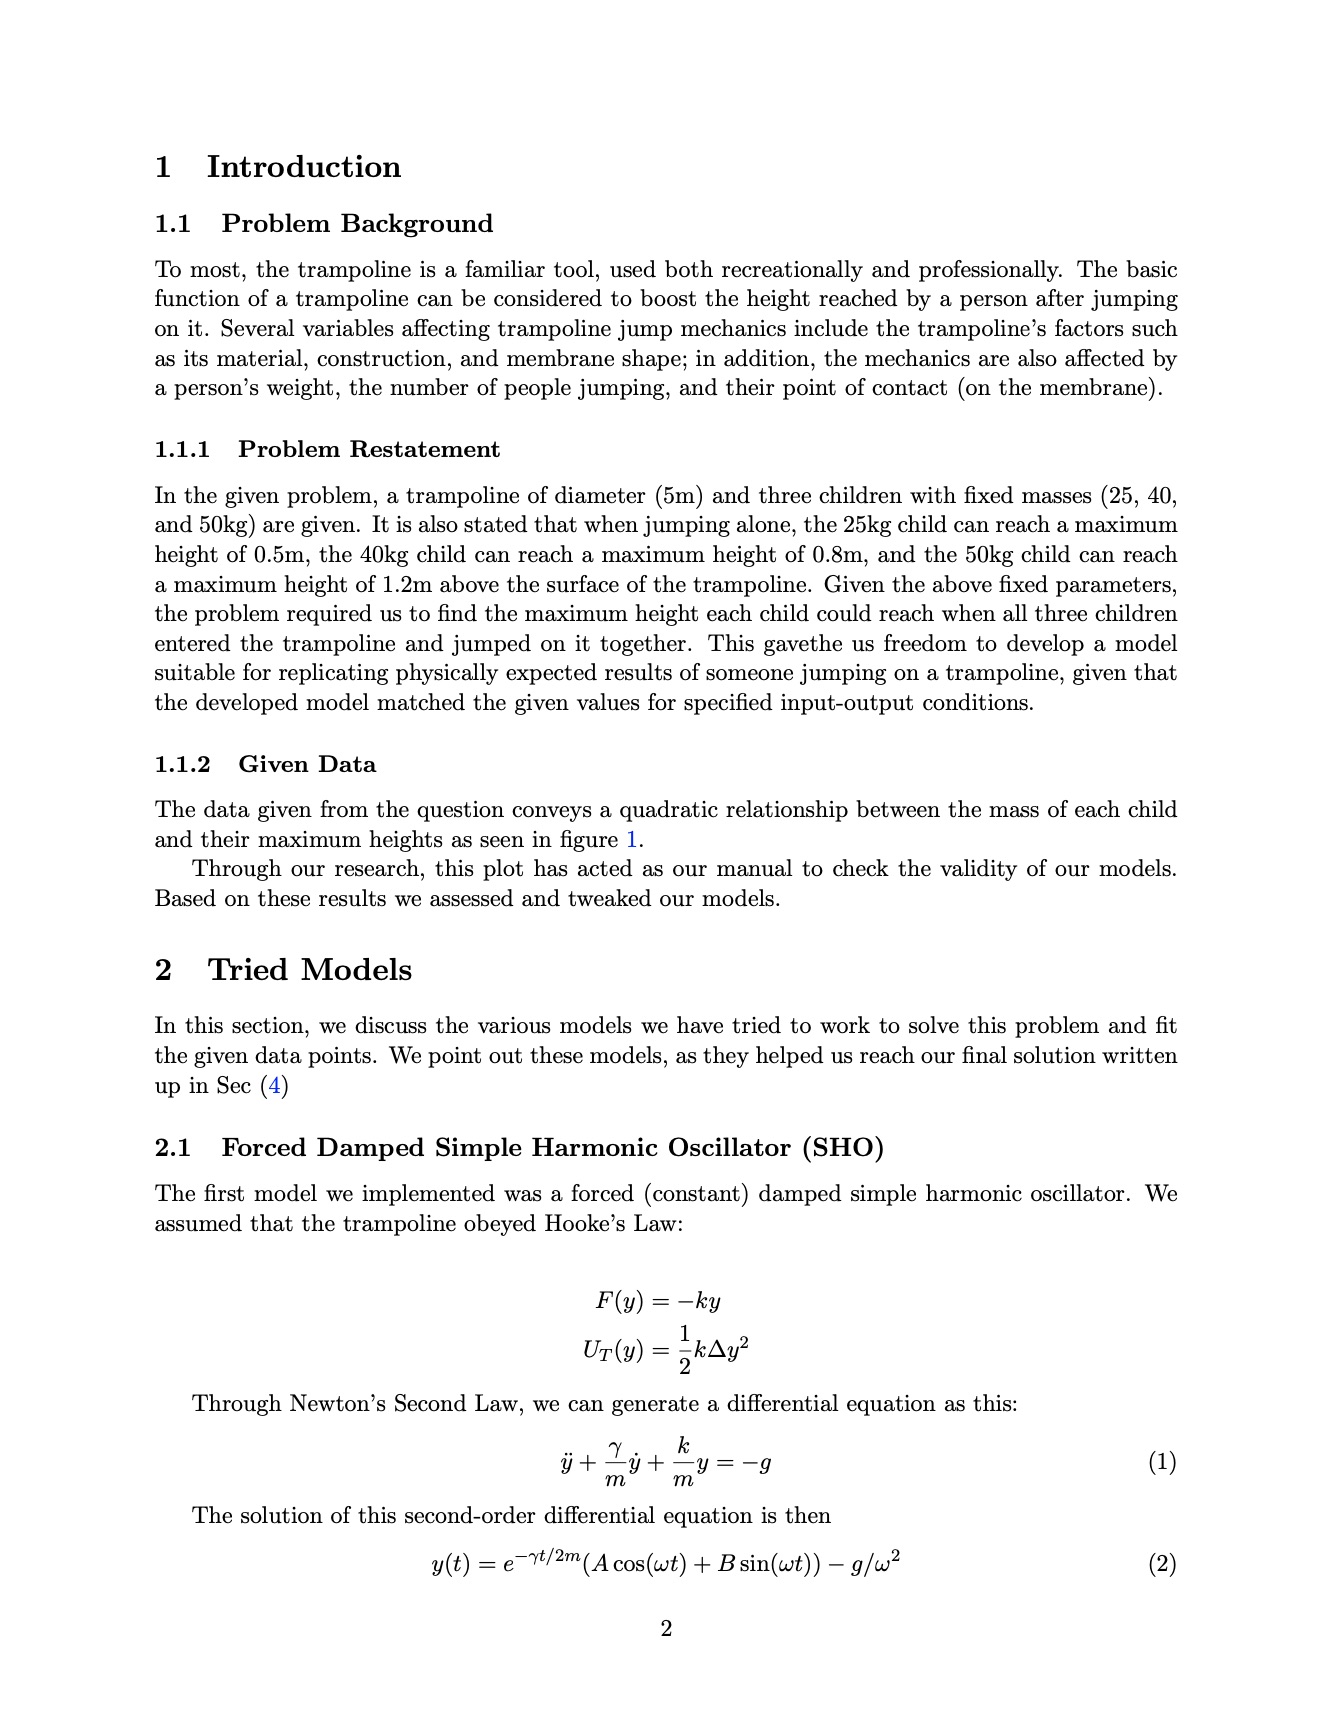 1 Introduction
1.1 Problem Background
To most, the trampoline is a familiar tool, used both recreationally and professionally. The basic
function of a trampoline can be considered to boost the height reached by a person after jumping
on it. Several variables affecting trampoline jump mechanics include the trampoline's factors such
as its material, construction, and membrane shape; in addition, the mechanics are also affected by
a person's weight, the number of people jumping, and their point of contact (on the membrane).
1.1.1 Problem Restatement
In the given problem, a trampoline of diameter (5m) and three children with fixed masses (25, 40,
and 50kg) are given. It is also stated that when jumping alone, the 25kg child can reach a maximum
height of 0.5m, the 40kg child can reach a maximum height of 0.8m, and the 50kg child can reach
a maximum height of 1.2m above the surface of the trampoline. Given the above fixed parameters,
the problem required us to find the maximum height each child could reach when all three children
entered the trampoline and jumped on it together. This gavethe us freedom to develop a model
suitable for replicating physically expected results of someone jumping on a trampoline, given that
the developed model matched the given values for specified input-output conditions.
1.1.2 Given Data
The data given from the question conveys a quadratic relationship between the mass of each child
and their maximum heights as seen in figure 1.
Through our research, this plot has acted as our manual to check the validity of our models.
Based on these results we assessed and tweaked our models.
2 Tried Models
In this section, we discuss the various models we have tried to work to solve this problem and fit
the given data points. We point out these models, as they helped us reach our final solution written
up in Sec (4)
2.1 Forced Damped Simple Harmonic Oscillator (SHO)
The first model we implemented was a forced (constant) damped simple harmonic oscillator. We
assumed that the trampoline obeyed Hooke's Law:
F(y) = −ky
U_T(y) = \frac{1}{2}kΔy²
Through Newton's Second Law, we can generate a differential equation as this:
ÿ + \frac{γ}{m}ẏ + \frac{k}{m}y = −g (1)
The solution of this second-order differential equation is then
y(t) = e^{−γt/2m}(A cos(ωt) + B sin(ωt)) − g/ω² (2)
2